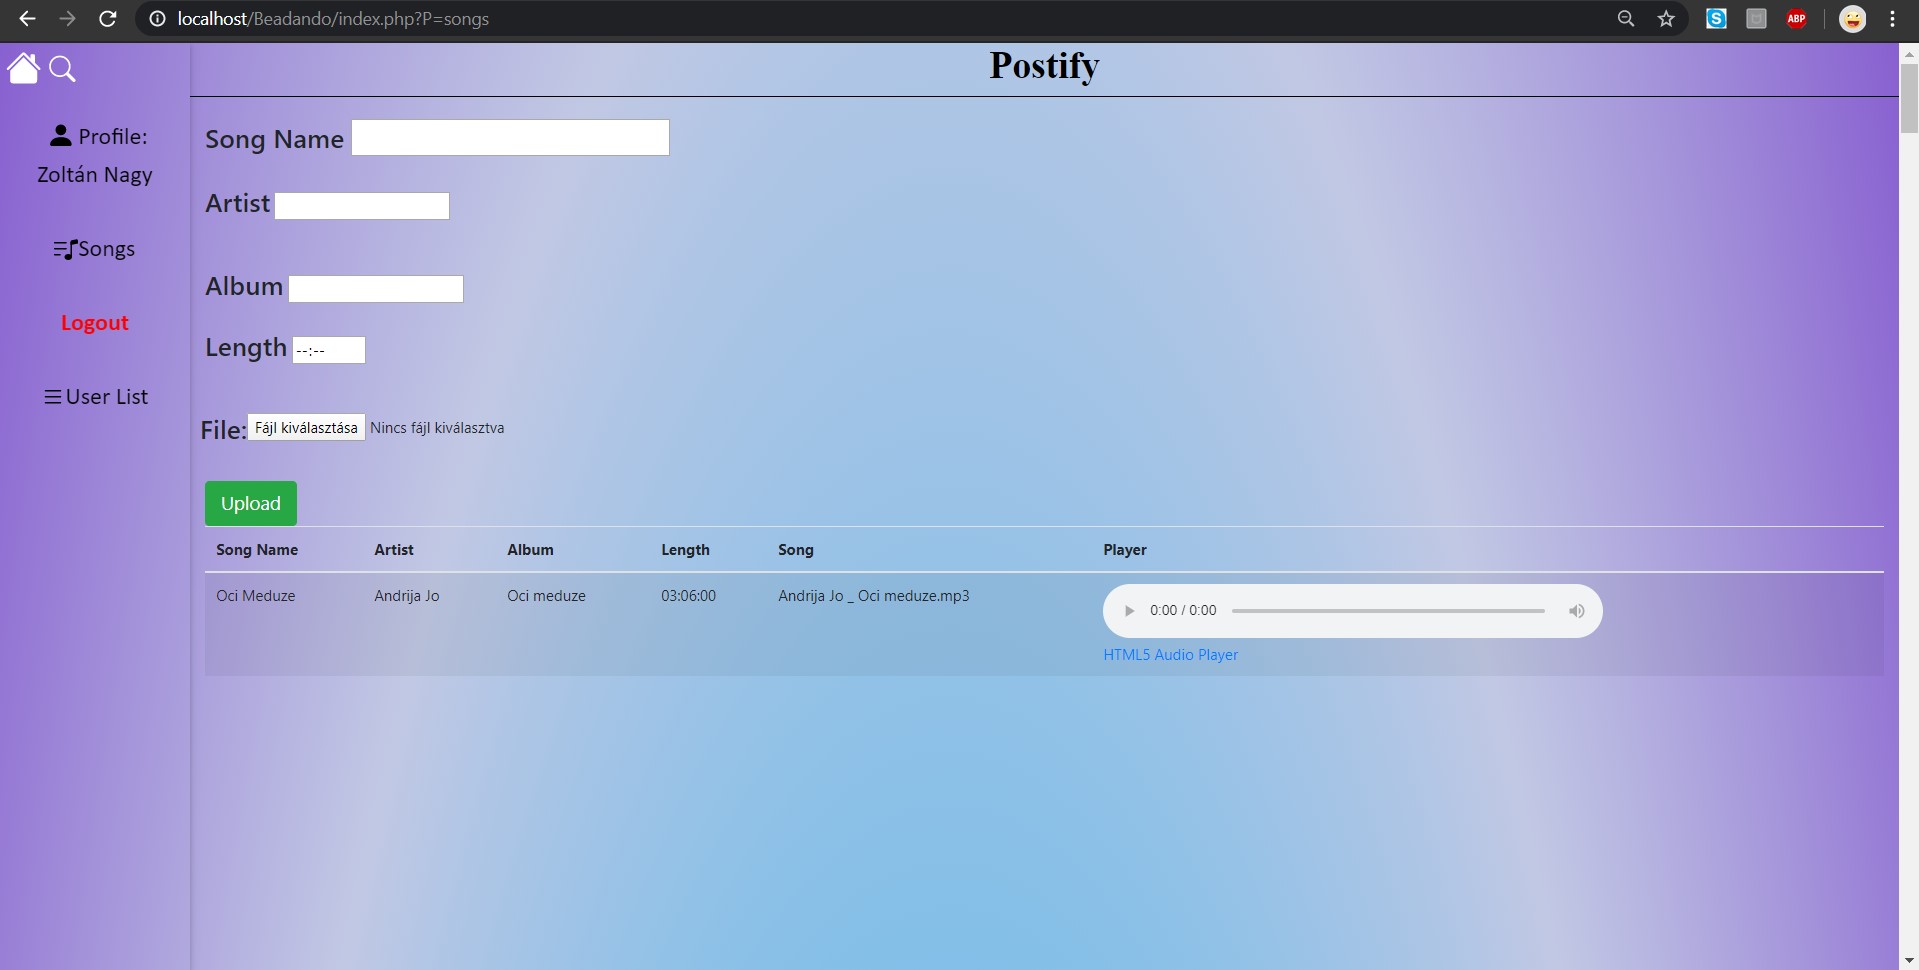 localhost/Beadando/index.php?P=songs
S
ABP
Postify
Profile:
Zoltán Nagy
Songs
Logout
User List
Song Name
Artist
Album
Length --:--
File: Fájl kiválasztása Nincs fájl kiválasztva
Upload
Song Name Artist Album Length Song Player
Oci Meduze Andrija Jo Oci meduze 03:06:00 Andrija Jo _ Oci meduze.mp3 0:00 / 0:00
HTML5 Audio Player